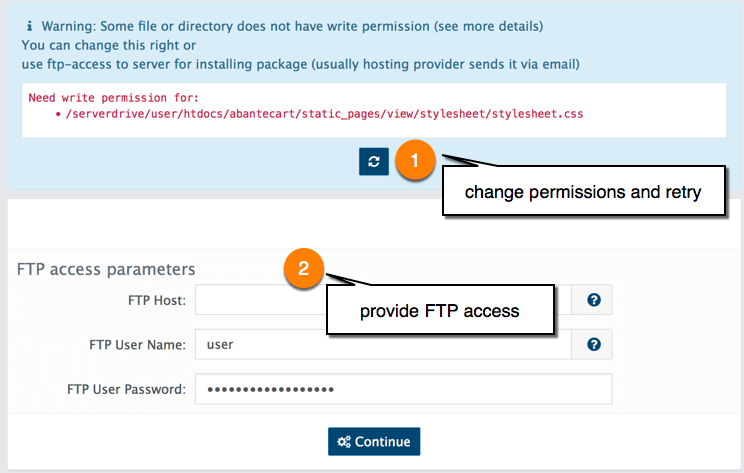 Warning: Some file or directory does not have write permission (see more details)
You can change this right or
use ftp-access to server for installing package (usually hosting provider sends it via email)
Need write permission for:
• /serverdrive/user/htdocs/abantecart/static_pages/view/stylesheet/stylesheet.css
1
change permissions and retry
FTP access parameters
2
FTP Host:
provide FTP access
FTP User Name: user
FTP User Password: ••••••••••••••••••
Continue